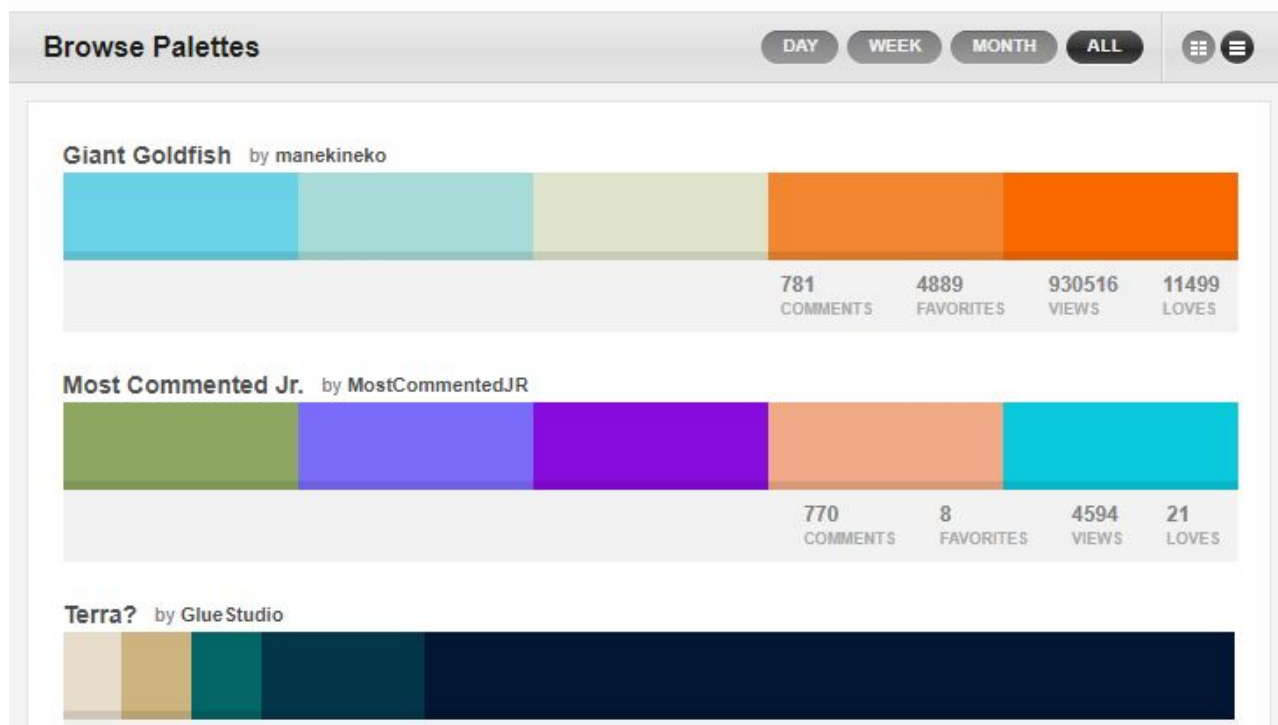 Browse Palettes DAY WEEK MONTH ALL
Giant Goldfish by manekineko
781 4889 930516 11499
COMMENTS FAVORITES VIEWS LOVES
Most Commented Jr. by MostCommentedJR
770 8 4594 21
COMMENTS FAVORITES VIEWS LOVES
Terra? by GlueStudio